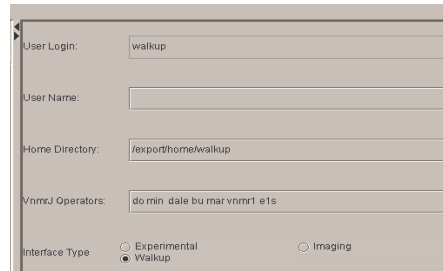 User Login: walkup
User Name:
Home Directory: /export/home/walkup
VnmrJ Operators: do min dale bu mar vnmr1 e1s
Interface Type Experimental Imaging
Walkup